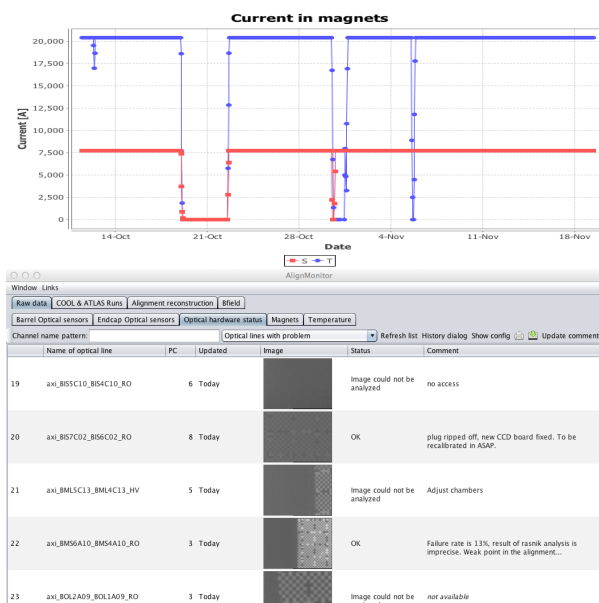 Current in magnets
20,000
17,500
15,000
12,500
10,000
7,500
5,000
2,500
0
Current [A]
14-Oct 21-Oct 28-Oct 4-Nov 11-Nov 18-Nov
Date
S T
AlignMonitor
Window Links
Raw data COOL & ATLAS Runs Alignment reconstruction Bfield
Barrel Optical sensors Endcap Optical sensors Optical hardware status Magnets Temperature
Channel name pattern: Optical lines with problem Refresh list History dialog Show config Update comment
Name of optical line PC Updated Image Status Comment
19 axi_BIS5C10_BIS4C10_RO 6 Today Image could not be analyzed no access
20 axi_BIS7C02_BIS6C02_RO 8 Today OK plug ripped off, new CCD board fixed. To be recalibrated in ASAP.
21 axi_BML5C13_BML4C13_HV 5 Today Image could not be analyzed Adjust chambers
22 axi_BMS6A10_BMS4A10_RO 3 Today OK Failure rate is 13%, result of rasnik analysis is imprecise. Weak point in the alignment...
23 axi_BOL2A09_BOL1A09_RO 3 Today Image could not be not available